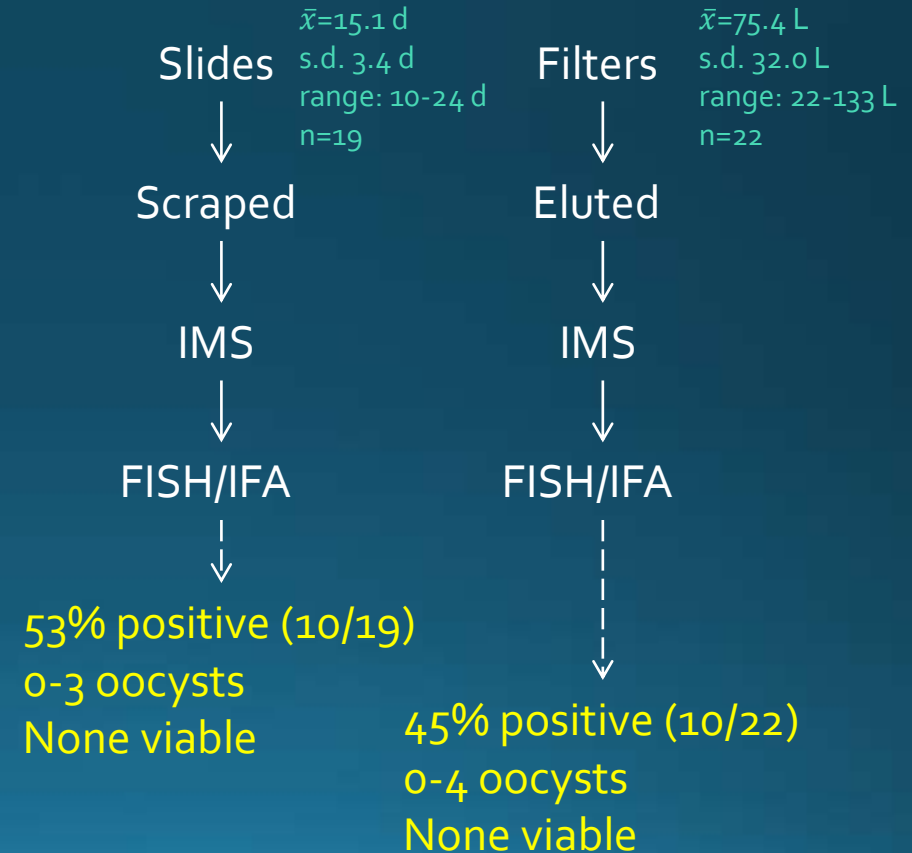 Slides
x̄=15.1 d
s.d. 3.4 d
range: 10-24 d
n=19
Scraped
IMS
FISH/IFA
53% positive (10/19)
0-3 oocysts
None viable
Filters
x̄=75.4 L
s.d. 32.0 L
range: 22-133 L
n=22
Eluted
IMS
FISH/IFA
45% positive (10/22)
0-4 oocysts
None viable